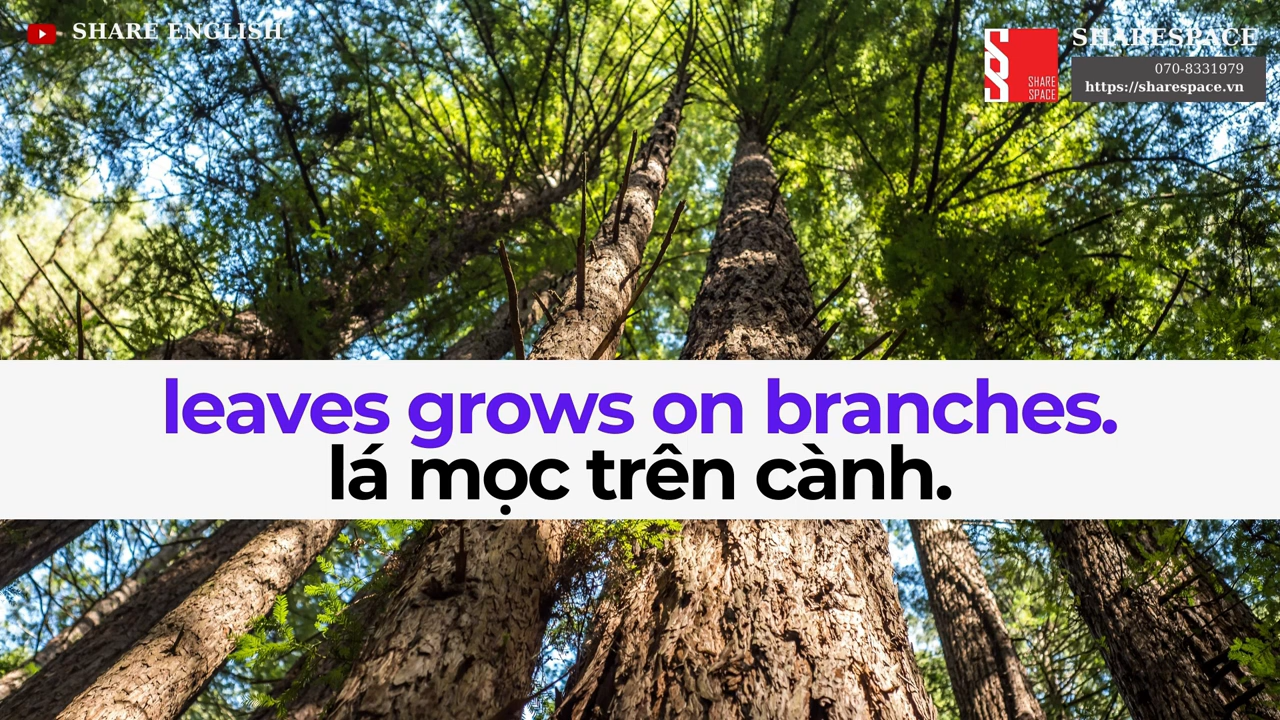 SHARE ENGLISH
SHARESPACE
070-8331979
https://sharespace.vn
SHARE
SPACE
leaves grows on branches.
lá mọc trên cành.